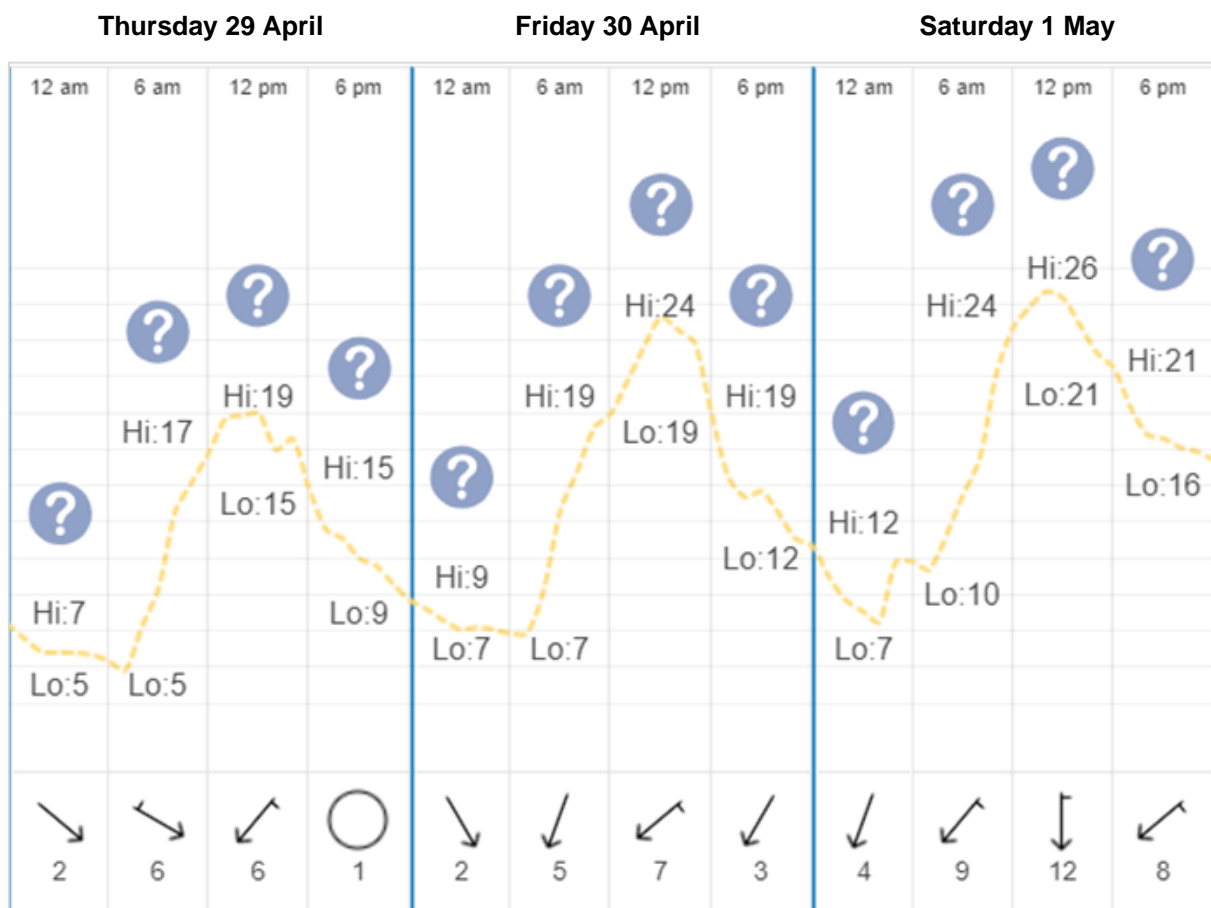 Thursday 29 April Friday 30 April Saturday 1 May
12 am 6 am 12 pm 6 pm 12 am 6 am 12 pm 6 pm 12 am 6 am 12 pm 6 pm
? ? ? ? ? ? ? ? ? ? ? ?
Hi:7 Hi:17 Hi:19 Hi:15 Hi:9 Hi:19 Hi:24 Hi:19 Hi:12 Hi:24 Hi:26 Hi:21
Lo:5 Lo:5 Lo:15 Lo:9 Lo:7 Lo:7 Lo:19 Lo:12 Lo:7 Lo:10 Lo:21 Lo:16
2 6 6 1 2 5 7 3 4 9 12 8